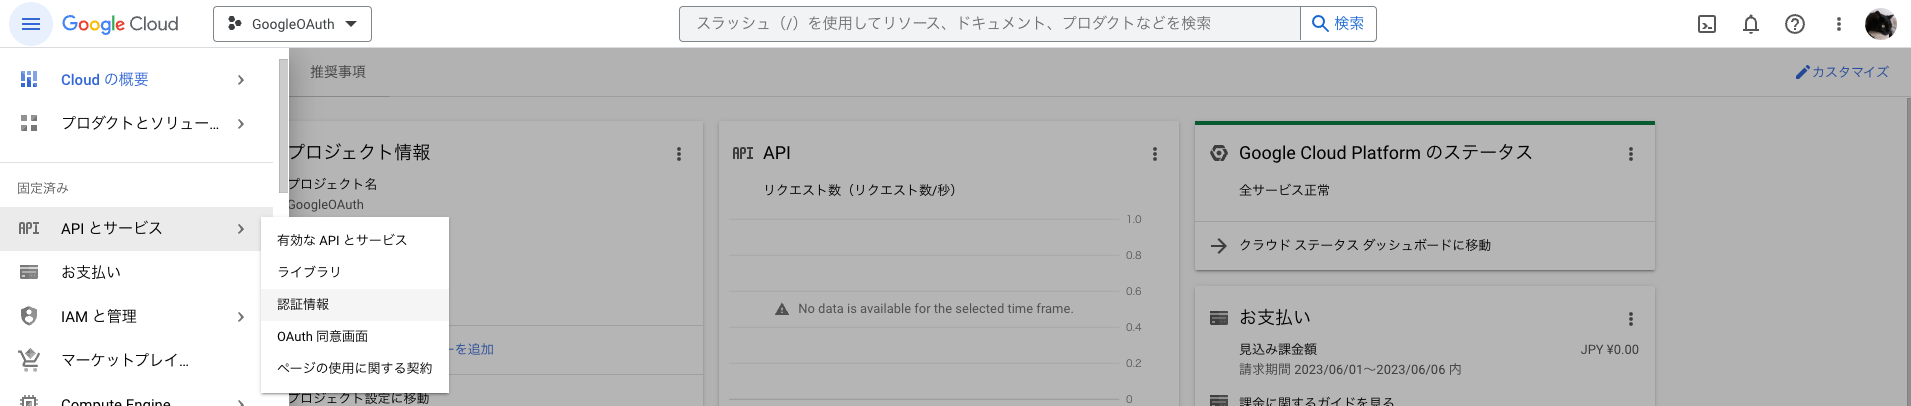 Google Cloud
GoogleOAuth
スラッシュ（/）を使用してリソース、ドキュメント、プロダクトなどを検索
検索
Cloud の概要
プロダクトとソリュー...
固定済み
API とサービス
お支払い
IAM と管理
マーケットプレイ...
Compute Engine
有効な API とサービス
ライブラリ
認証情報
OAuth 同意画面
ページの使用に関する契約
推奨事項
カスタマイズ
プロジェクト情報
プロジェクト名
GoogleOAuth
ーを追加
プロジェクト設定に移動
API API
リクエスト数（リクエスト数/秒）
1.0
0.8
0.6
No data is available for the selected time frame.
0.4
0.2
0
Google Cloud Platform のステータス
全サービス正常
クラウド ステータス ダッシュボードに移動
お支払い
見込み課金額
JPY ¥0.00
請求期間 2023/06/01～2023/06/06 内
課金に関するガイドを見る